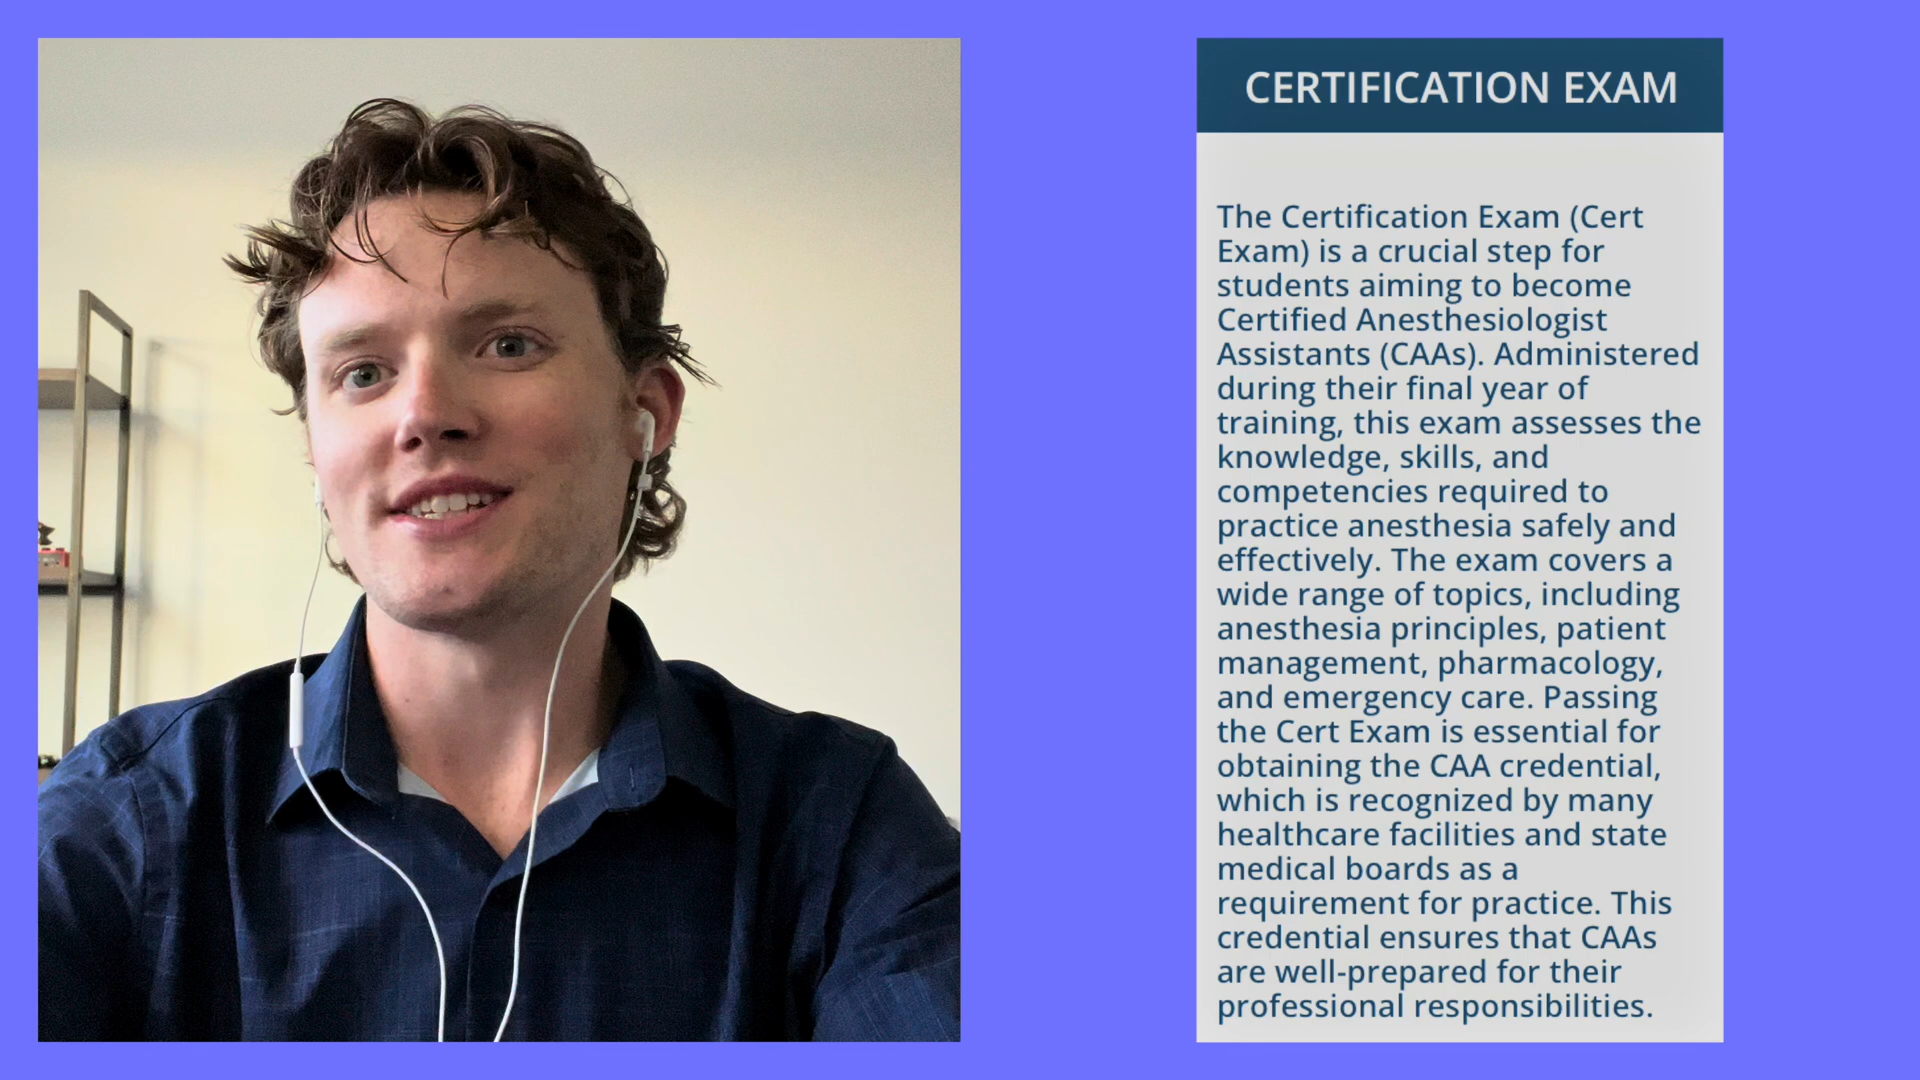 CERTIFICATION EXAM
The Certification Exam (Cert
Exam) is a crucial step for
students aiming to become
Certified Anesthesiologist
Assistants (CAAs). Administered
during their final year of
training, this exam assesses the
knowledge, skills, and
competencies required to
practice anesthesia safely and
effectively. The exam covers a
wide range of topics, including
anesthesia principles, patient
management, pharmacology,
and emergency care. Passing
the Cert Exam is essential for
obtaining the CAA credential,
which is recognized by many
healthcare facilities and state
medical boards as a
requirement for practice. This
credential ensures that CAAs
are well-prepared for their
professional responsibilities.